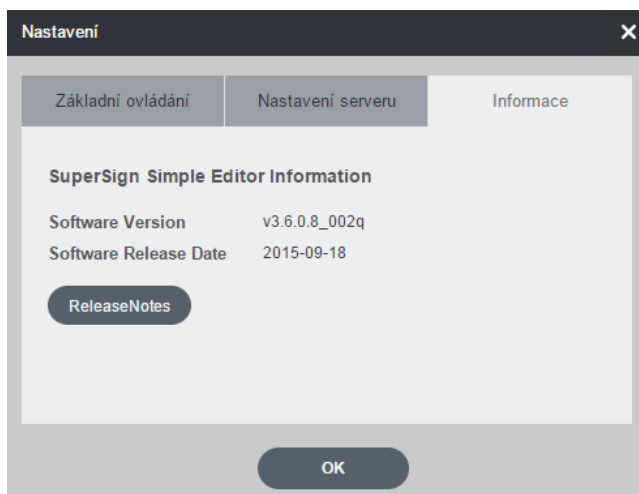 Nastavení
Základní ovládání Nastavení serveru Informace
SuperSign Simple Editor Information
Software Version v3.6.0.8_002q
Software Release Date 2015-09-18
ReleaseNotes
OK